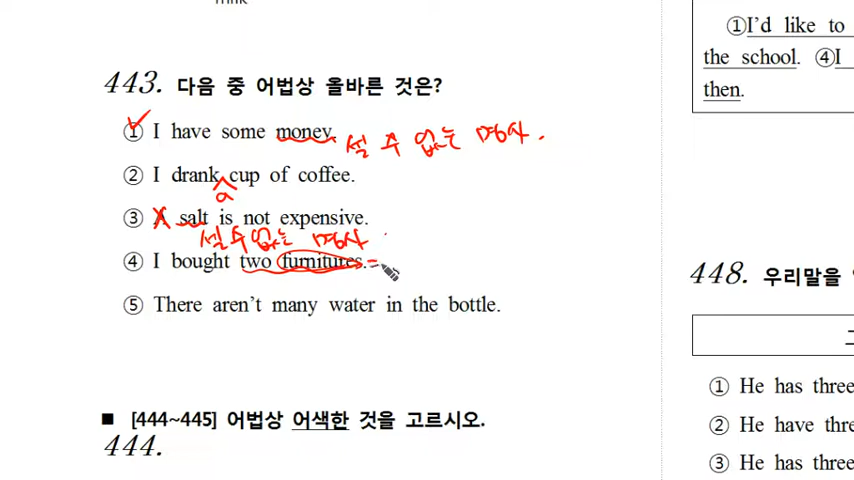 443. 다음 중 어법상 올바른 것은?
① I have some money. 셀 수 없는 명사.
② I drank cup of coffee.
a
③ A salt is not expensive.
셀 수 없는 명사.
④ I bought two furnitures. =
⑤ There aren't many water in the bottle.
■ [444~445] 어법상 어색한 것을 고르시오.
444.
①I'd like to
the school. ④I
then.
448. 우리말을
① He has three
② He have thre
③ He has three